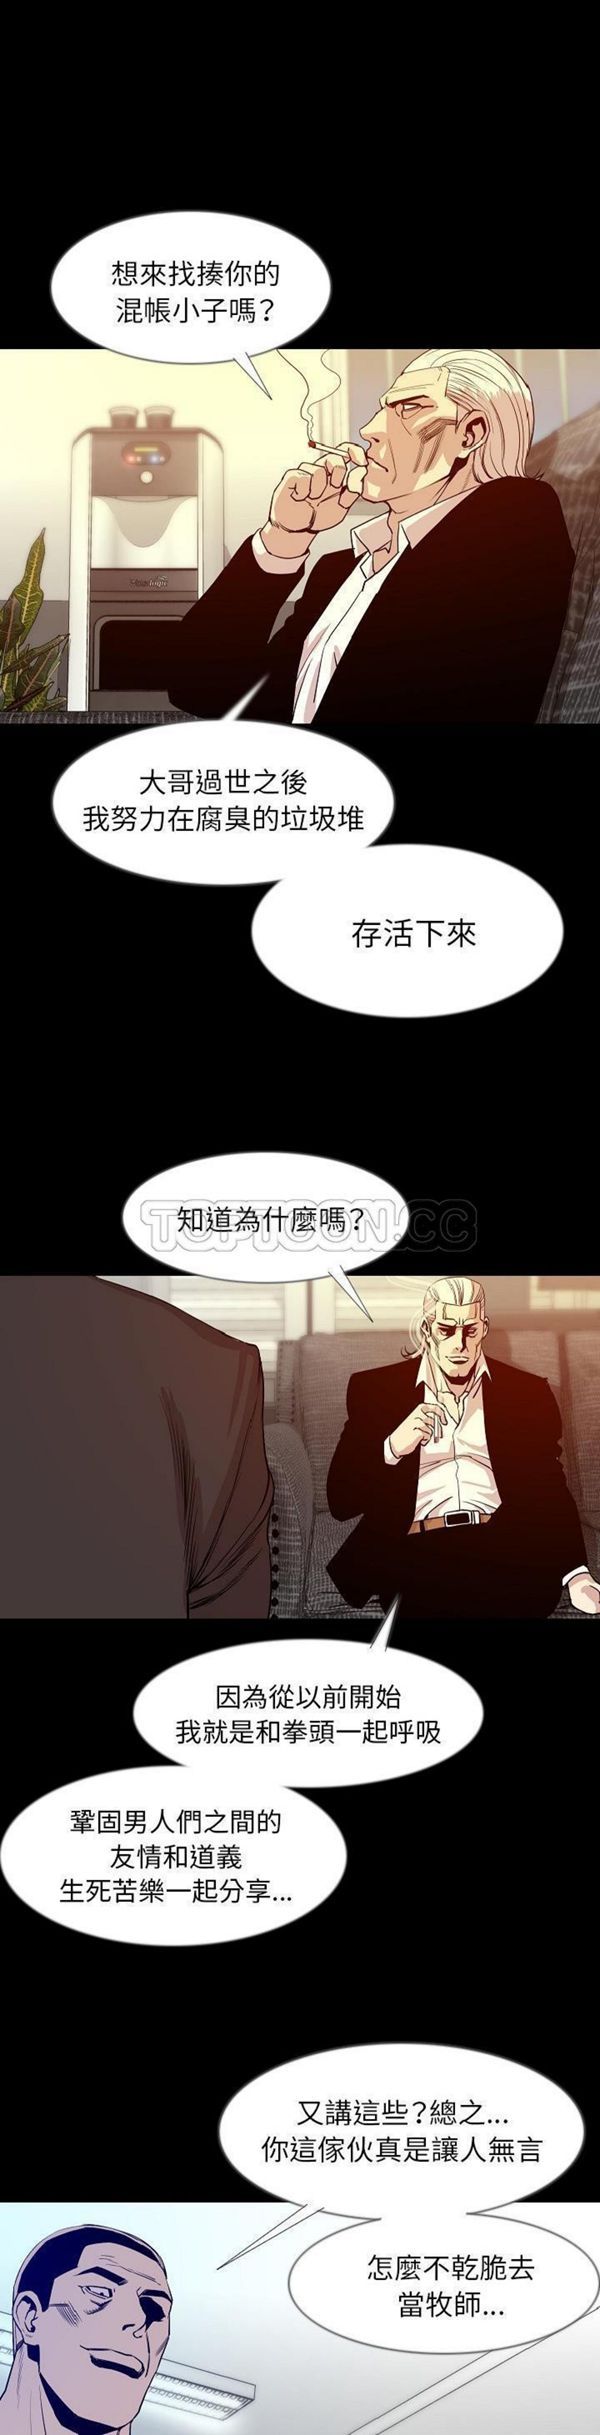 想來找揍你的
混帳小子嗎？
logic
大哥過世之後
我努力在腐臭的垃圾堆
存活下來
知道為什麼嗎？
TOPTOON.CC
因為從以前開始
我就是和拳頭一起呼吸
鞏固男人們之間的
友情和道義
生死苦樂一起分享...
又講這些？總之...
你這傢伙真是讓人無言
怎麼不乾脆去
當牧師...